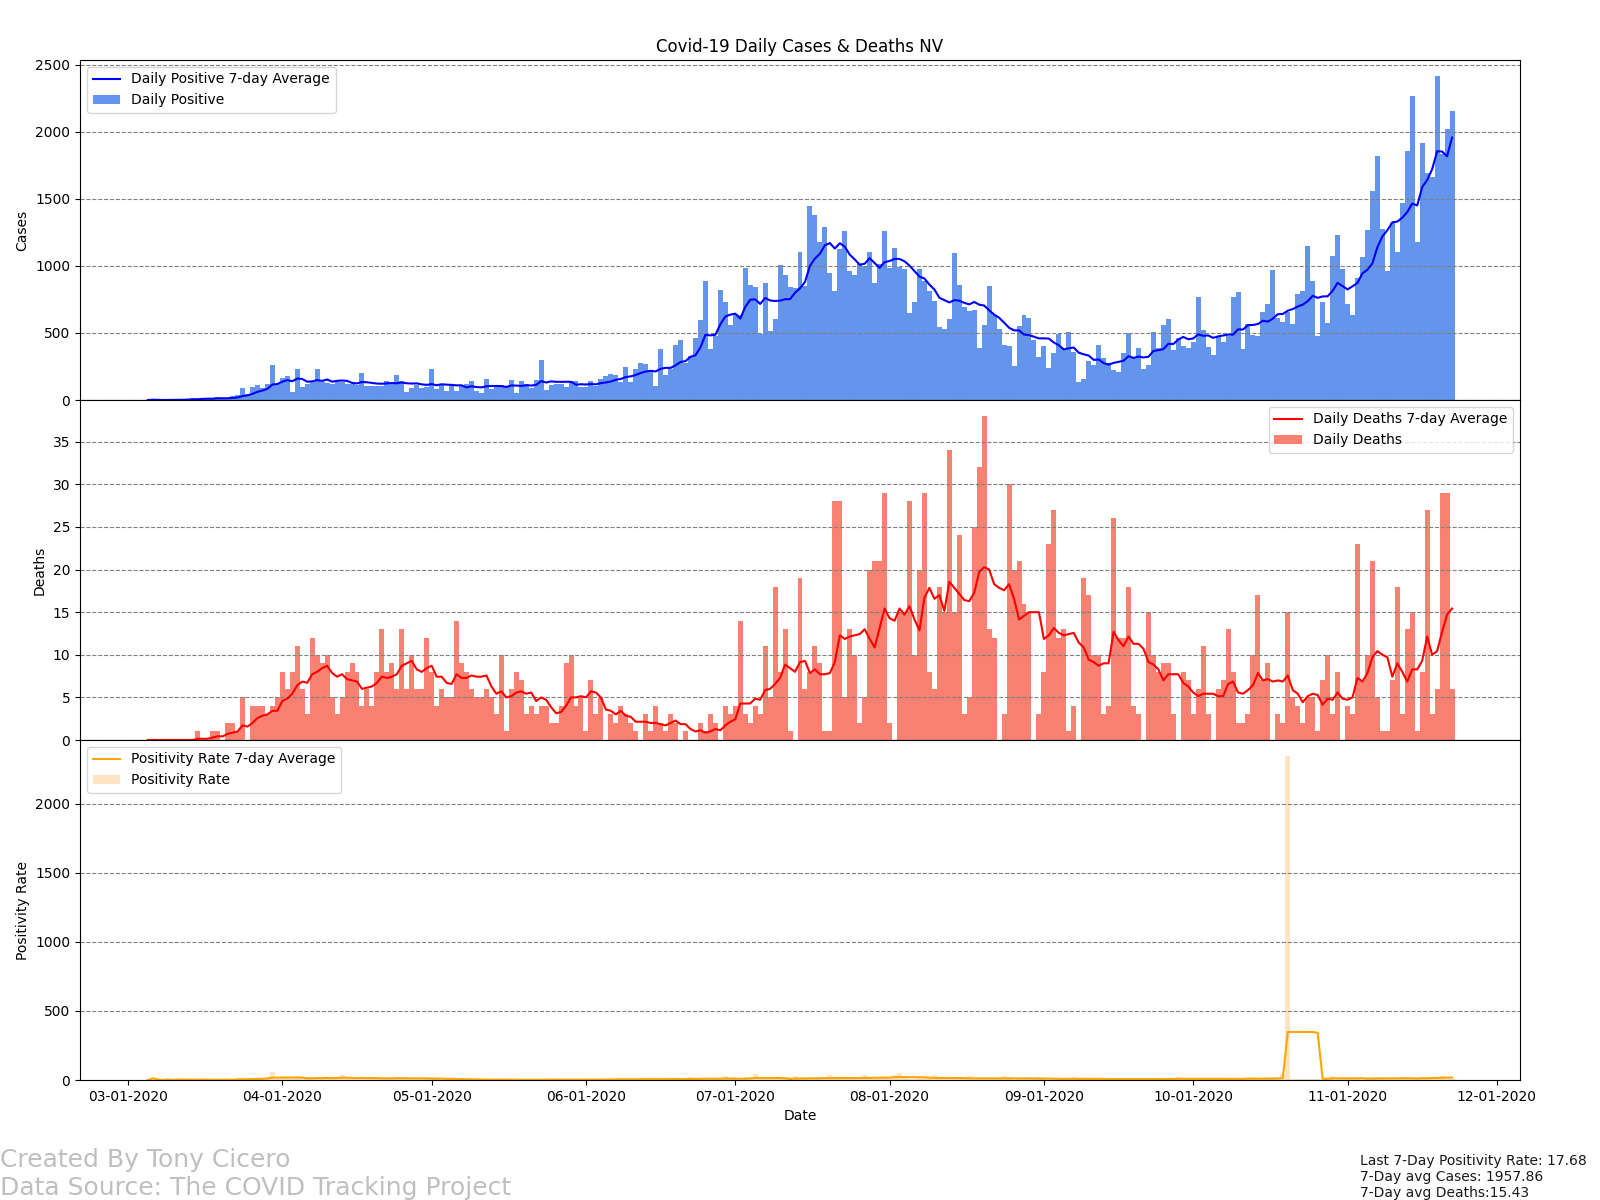 Covid-19 Daily Cases & Deaths NV
2500
2000
1500
1000
500
0
Cases
Daily Positive 7-day Average
Daily Positive
35
30
25
20
15
10
5
0
Deaths
Daily Deaths 7-day Average
Daily Deaths
2000
1500
1000
500
0
Positivity Rate
Positivity Rate 7-day Average
Positivity Rate
03-01-2020 04-01-2020 05-01-2020 06-01-2020 07-01-2020 08-01-2020 09-01-2020 10-01-2020 11-01-2020 12-01-2020
Date
Created By Tony Cicero
Data Source: The COVID Tracking Project
Last 7-Day Positivity Rate: 17.68
7-Day avg Cases: 1957.86
7-Day avg Deaths:15.43